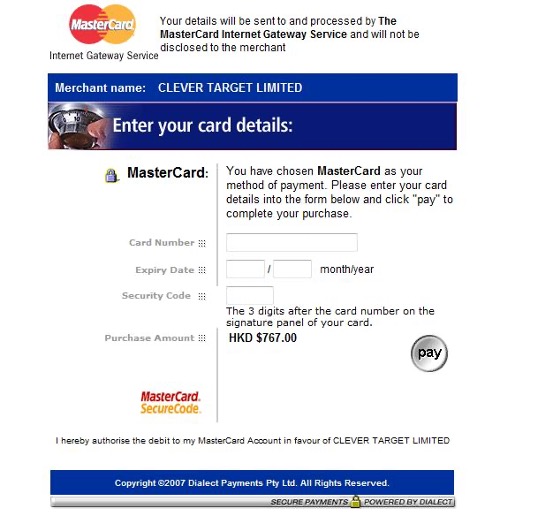 MasterCard
Internet Gateway Service
Your details will be sent to and processed by The
MasterCard Internet Gateway Service and will not be
disclosed to the merchant
Merchant name: CLEVER TARGET LIMITED
Enter your card details:
MasterCard:
You have chosen MasterCard as your
method of payment. Please enter your card
details into the form below and click "pay" to
complete your purchase.
Card Number
Expiry Date / month/year
Security Code
The 3 digits after the card number on the
signature panel of your card.
Purchase Amount HKD $767.00
pay
MasterCard.
SecureCode.
I hereby authorise the debit to my MasterCard Account in favour of CLEVER TARGET LIMITED
Copyright ©2007 Dialect Payments Pty Ltd. All Rights Reserved.
SECURE PAYMENTS POWERED BY DIALECT